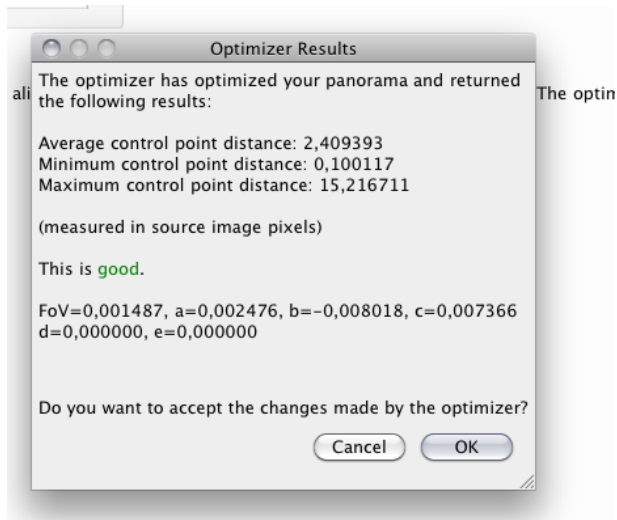 Optimizer Results
The optimizer has optimized your panorama and returned
the following results:
ali
The optin
Average control point distance: 2,409393
Minimum control point distance: 0,100117
Maximum control point distance: 15,216711
(measured in source image pixels)
This is good.
FoV=0,001487, a=0,002476, b=-0,008018, c=0,007366
d=0,000000, e=0,000000
Do you want to accept the changes made by the optimizer?
Cancel
OK